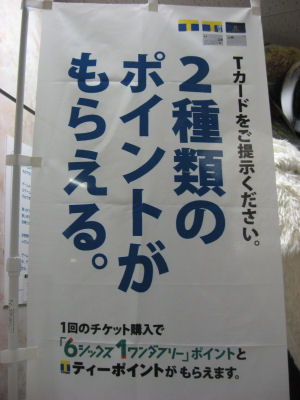 Tカードをご提示ください。
2種類の
ポイントが
もらえる。
1回のチケット購入で
「6シックス1ワンダフリー」ポイントと
Tティーポイントが もらえます。